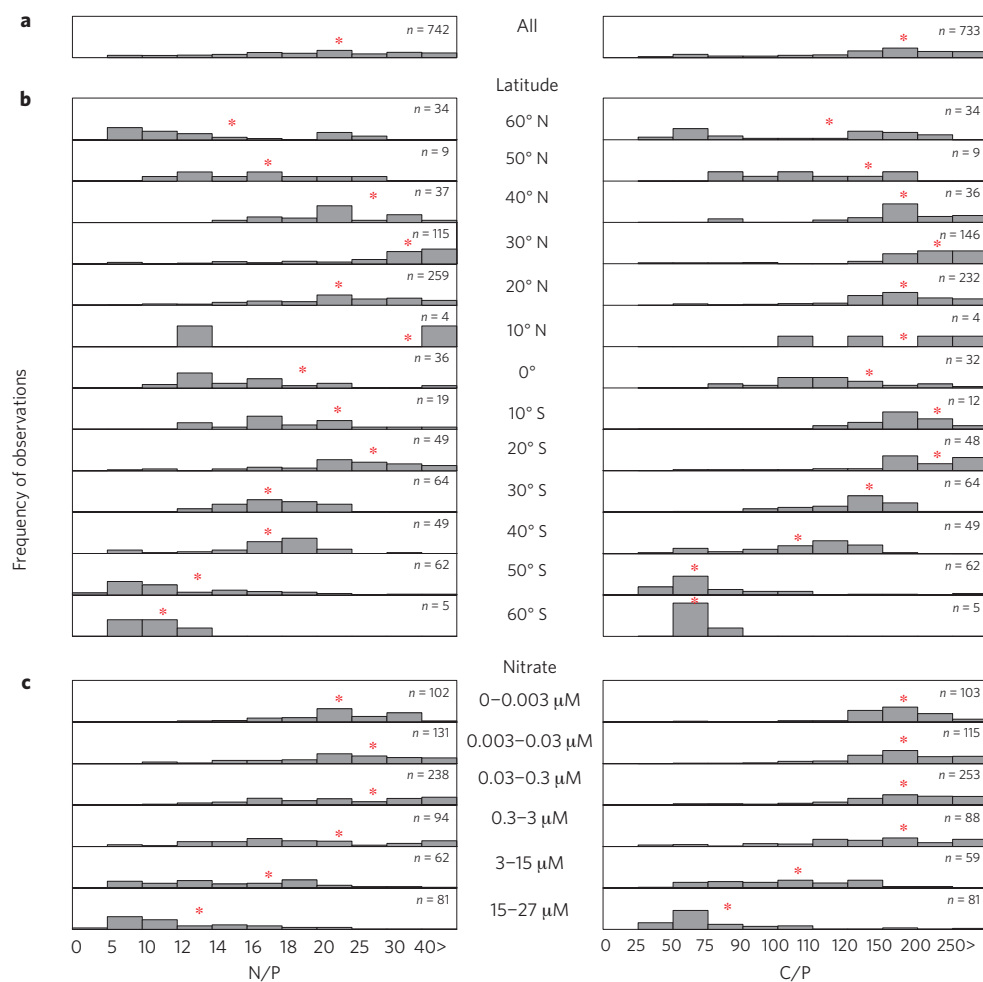 a
n = 742
All
n = 733
Latitude
b
n = 34
60° N
n = 34
n = 9
50° N
n = 9
n = 37
40° N
n = 36
n = 115
30° N
n = 146
n = 259
20° N
n = 232
n = 4
10° N
n = 4
n = 36
0°
n = 32
n = 19
10° S
n = 12
n = 49
20° S
n = 48
n = 64
30° S
n = 64
n = 49
40° S
n = 49
n = 62
50° S
n = 62
n = 5
60° S
n = 5
Frequency of observations
Nitrate
c
n = 102
0–0.003 μM
n = 103
n = 131
0.003–0.03 μM
n = 115
n = 238
0.03–0.3 μM
n = 253
n = 94
0.3–3 μM
n = 88
n = 62
3–15 μM
n = 59
n = 81
15–27 μM
n = 81
0 5 10 12 14 16 18 20 25 30 40>
0 25 50 75 90 100 110 120 150 200 250>
N/P
C/P